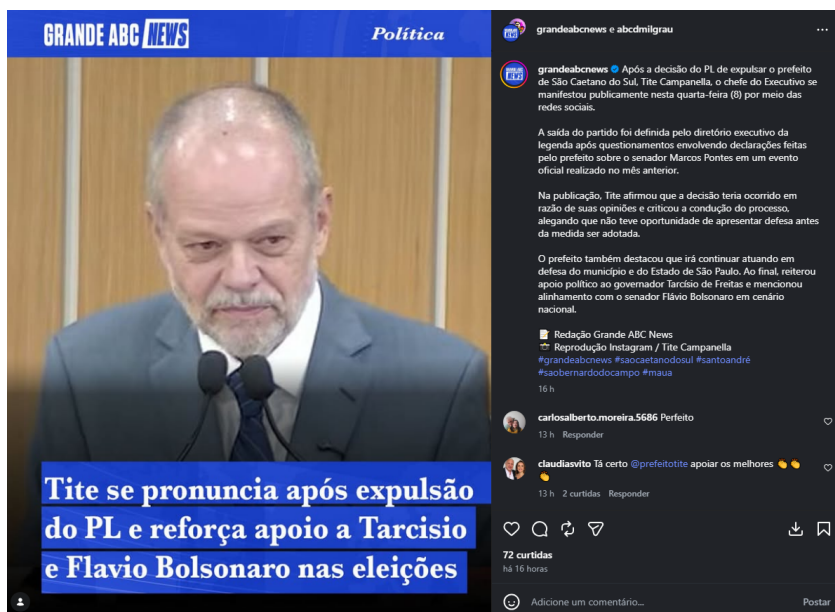 GRANDE ABC NEWS
Política
Tite se pronuncia após expulsão
do PL e reforça apoio a Tarcisio
e Flavio Bolsonaro nas eleições
grandeabcnews e abcdmilgrau
grandeabcnews Após a decisão do PL de expulsar o prefeito
de São Caetano do Sul, Tite Campanella, o chefe do Executivo se
manifestou publicamente nesta quarta-feira (8) por meio das
redes sociais.
A saída do partido foi definida pelo diretório executivo da
legenda após questionamentos envolvendo declarações feitas
pelo prefeito sobre o senador Marcos Pontes em um evento
oficial realizado no mês anterior.
Na publicação, Tite afirmou que a decisão teria ocorrido em
razão de suas opiniões e criticou a condução do processo,
alegando que não teve oportunidade de apresentar defesa antes
da medida ser adotada.
O prefeito também destacou que irá continuar atuando em
defesa do município e do Estado de São Paulo. Ao final, reiterou
apoio político ao governador Tarcísio de Freitas e mencionou
alinhamento com o senador Flávio Bolsonaro em cenário
nacional.
📝 Redação Grande ABC News
📸 Reprodução Instagram / Tite Campanella
#grandeabcnews #saocaetanodosul #santoandré
#saobernardodocampo #maua
16 h
carlosalberto.moreira.5686 Perfeito
13 h Responder
claudiasvito Tá certo @prefeitotite apoiar os melhores 👏👏
👏
13 h 2 curtidas Responder
72 curtidas
há 16 horas
Adicione um comentário...
Postar